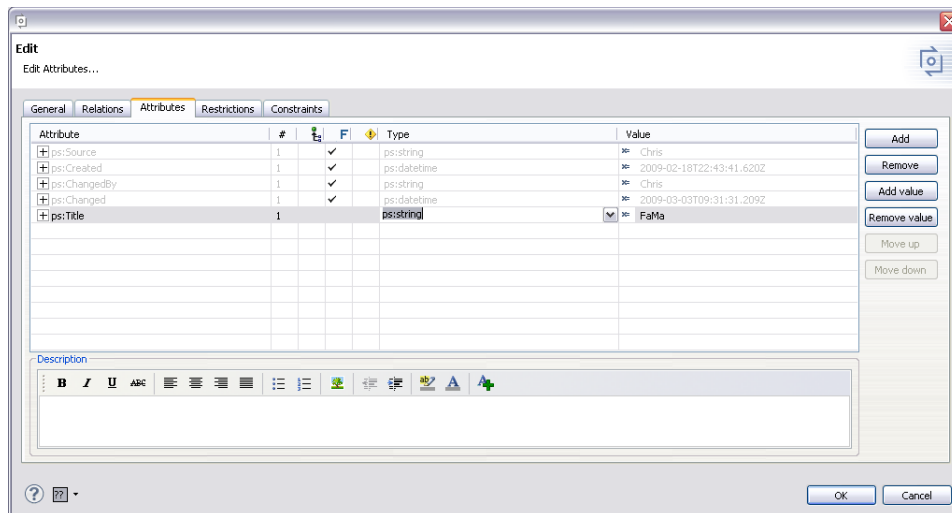 Edit
Edit Attributes...
General Relations Attributes Restrictions Constraints
Attribute # F Type Value
ps:Source 1 ps:string Chris
ps:Created 1 ps:datetime 2009-02-18T22:43:41.620Z
ps:ChangedBy 1 ps:string Chris
ps:Changed 1 ps:datetime 2009-03-03T09:31:31.209Z
ps:Title 1 ps:string FaMa
Add
Remove
Add value
Remove value
Move up
Move down
Description
B I U ABC ab A A
? ??
OK Cancel